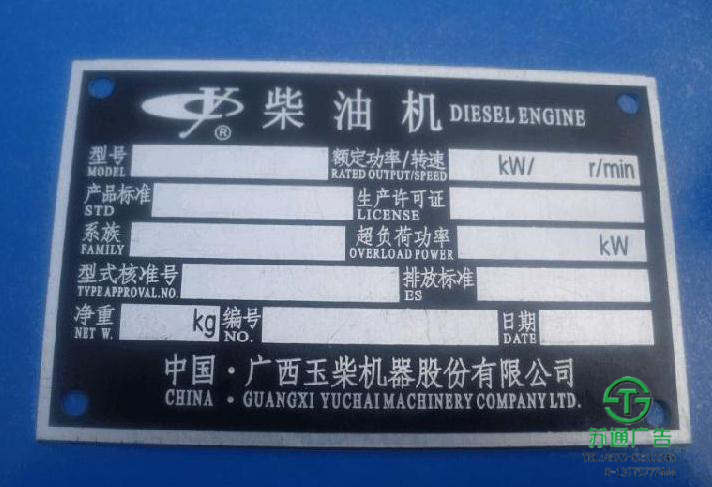 柴油机 DIESEL ENGINE
®
型号 额定功率/转速 kW/ r/min
MODEL RATED OUTPUT/SPEED
产品标准 生产许可证
STD LICENSE
系族 超负荷功率 kW
FAMILY OVERLOAD POWER
型式核准号 排放标准
TYPE APPROVAL.NO. ES
净重 kg 编号 日期
NET W. NO. DATE
中国·广西玉柴机器股份有限公司
CHINA · GUANGXI YUCHAI MACHINERY COMPANY LTD.
苏通广告